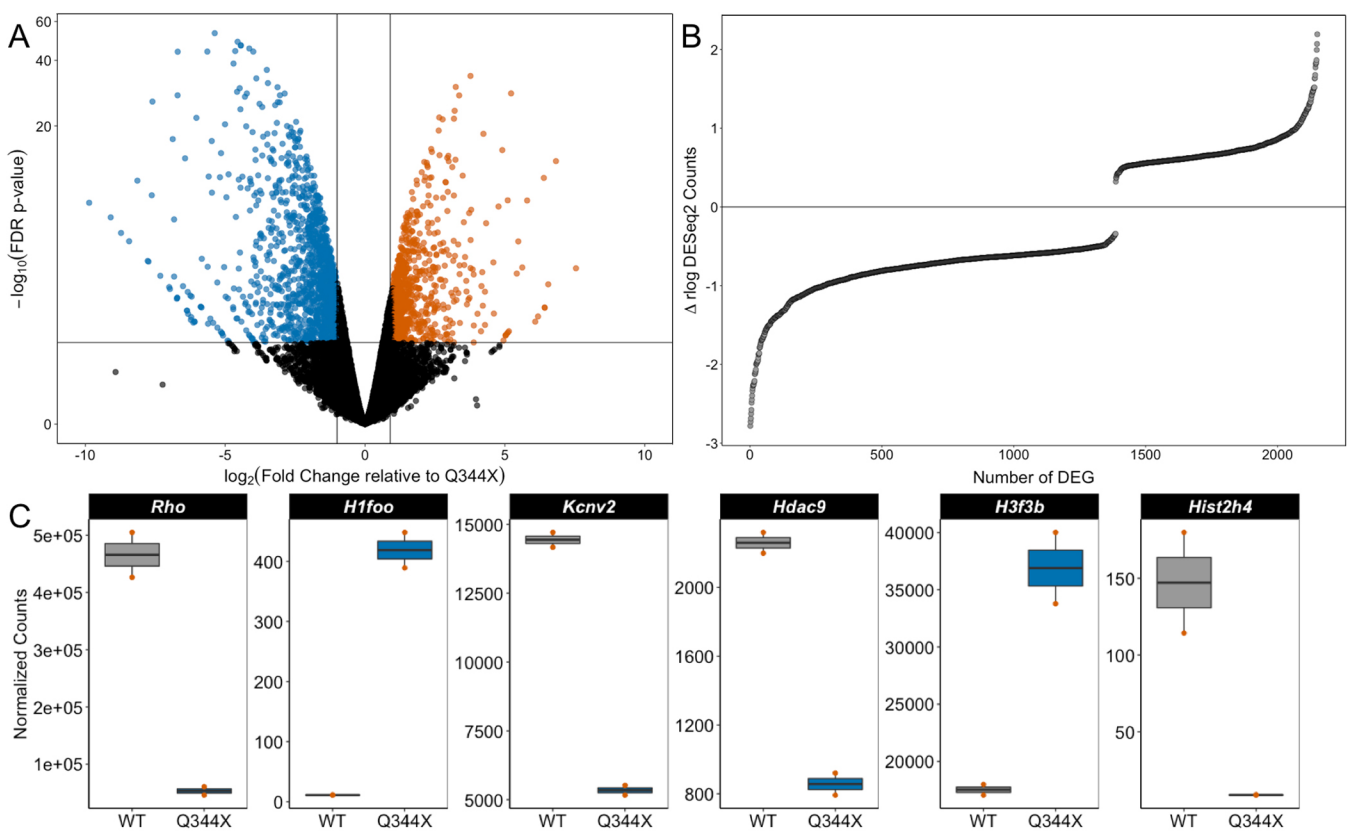 A
60
40
20
0
−log10(FDR p-value)
-10
-5
0
5
10
log2(Fold Change relative to Q344X)
B
2
1
0
-1
-2
-3
Δ rlog DESeq2 Counts
0
500
1000
1500
2000
Number of DEG
C
Normalized Counts
Rho
5e+05
4e+05
3e+05
2e+05
1e+05
WT Q344X
H1foo
400
300
200
100
0
WT Q344X
Kcnv2
15000
12500
10000
7500
5000
WT Q344X
Hdac9
2000
1600
1200
800
WT Q344X
H3f3b
40000
35000
30000
25000
20000
WT Q344X
Hist2h4
150
100
50
WT Q344X